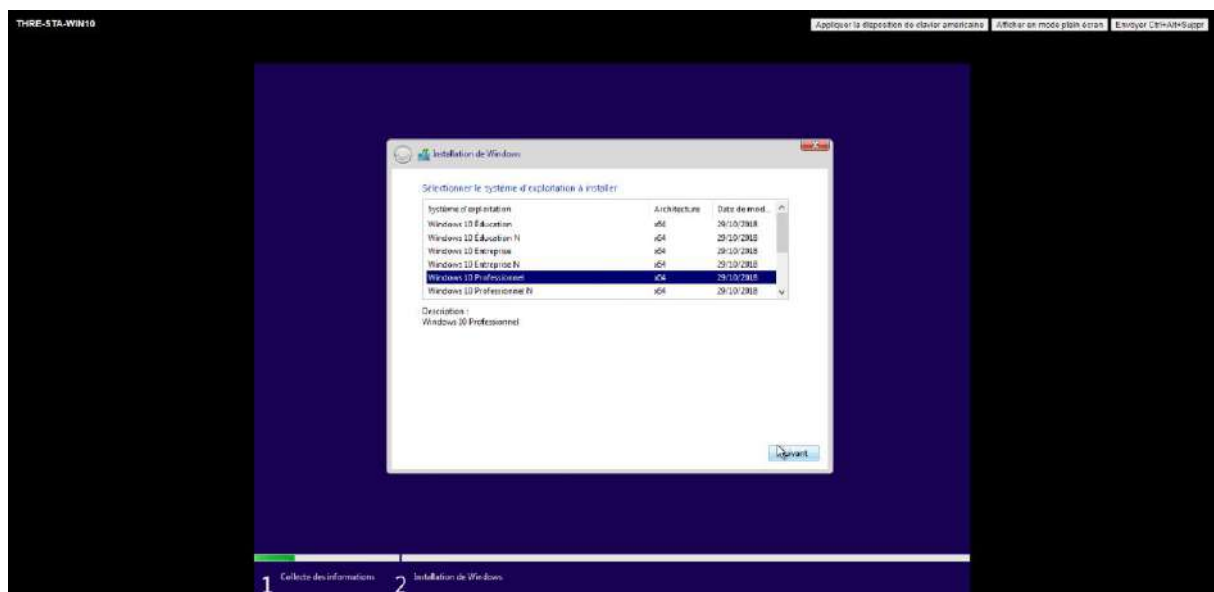 THRE-STA-WIN10
Appliquer la disposition de clavier américaine Afficher en mode plein écran Envoyer Ctrl+Alt+Suppr
Installation de Windows
Sélectionner le système d'exploitation à installer
Système d'exploitation Architecture Date de mod...
Windows 10 Éducation x64 29/10/2018
Windows 10 Éducation N x64 29/10/2018
Windows 10 Entreprise x64 29/10/2018
Windows 10 Entreprise N x64 29/10/2018
Windows 10 Professionnel x64 29/10/2018
Windows 10 Professionnel N x64 29/10/2018
Description :
Windows 10 Professionnel
Suivant
1 Collecte des informations 2 Installation de Windows